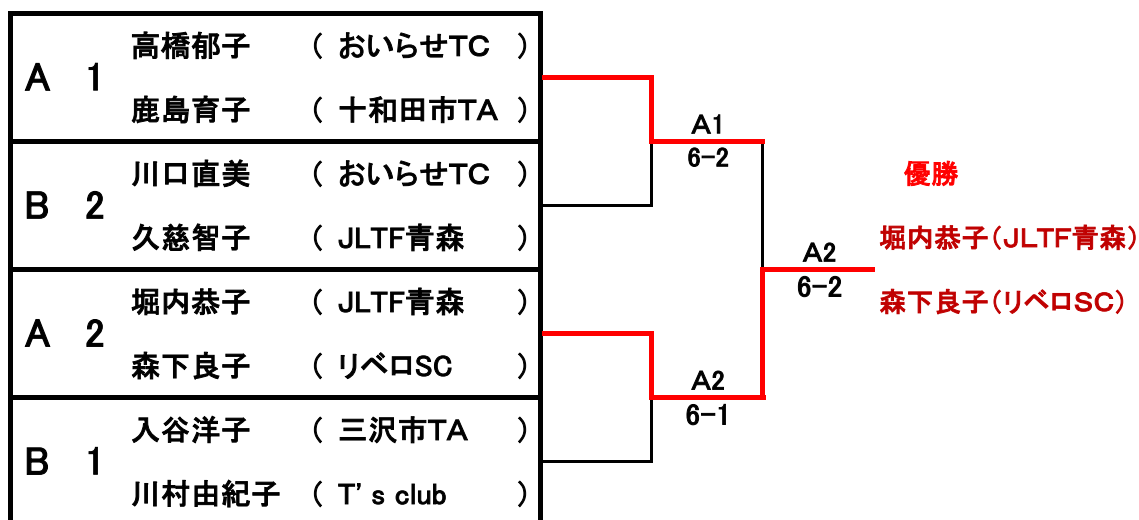 A 1 高橋郁子 ( おいらせTC )
鹿島育子 ( 十和田市TA )
B 2 川口直美 ( おいらせTC )
久慈智子 ( JLTF青森 )
A 2 堀内恭子 ( JLTF青森 )
森下良子 ( リベロSC )
B 1 入谷洋子 ( 三沢市TA )
川村由紀子 ( T's club )
A1
6-2
A2
6-1
A2
6-2
優勝
堀内恭子(JLTF青森)
森下良子(リベロSC)